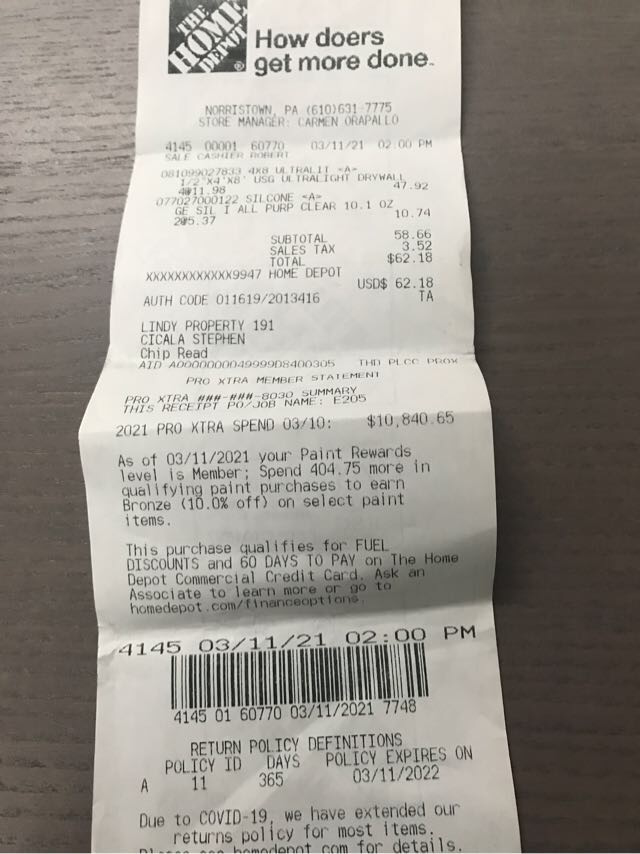 THE HOME DEPOT
How doers
get more done.
NORRISTOWN, PA (610)631-7775
STORE MANAGER: CARMEN ORAPALLO
4145 00001 60770 03/11/21 02:00 PM
SALE CASHIER ROBERT
081099027833 4X8 ULTRALIT <A>
1/2"X4'X8' USG ULTRALIGHT DRYWALL
4@11.98 47.92
077027000122 SILCONE <A>
GE SIL I ALL PURP CLEAR 10.1 OZ
2@5.37 10.74
SUBTOTAL 58.66
SALES TAX 3.52
TOTAL $62.18
XXXXXXXXXXXX9947 HOME DEPOT
USD$ 62.18
AUTH CODE 011619/2013416 TA
LINDY PROPERTY 191
CICALA STEPHEN
Chip Read
AID A0000000049999D8400305 THD PLCC PROX
PRO XTRA MEMBER STATEMENT
PRO XTRA ###-###-8030 SUMMARY
THIS RECEIPT PO/JOB NAME: E205
2021 PRO XTRA SPEND 03/10: $10,840.65
As of 03/11/2021 your Paint Rewards
level is Member; Spend 404.75 more in
qualifying paint purchases to earn
Bronze (10.0% off) on select paint
items.
This purchase qualifies for FUEL
DISCOUNTS and 60 DAYS TO PAY on The Home
Depot Commercial Credit Card. Ask an
Associate to learn more or go to
homedepot.com/financeoptions.
4145 03/11/21 02:00 PM
4145 01 60770 03/11/2021 7748
RETURN POLICY DEFINITIONS
POLICY ID DAYS POLICY EXPIRES ON
A 11 365 03/11/2022
Due to COVID-19, we have extended our
returns policy for most items.
homedepot.com for details.